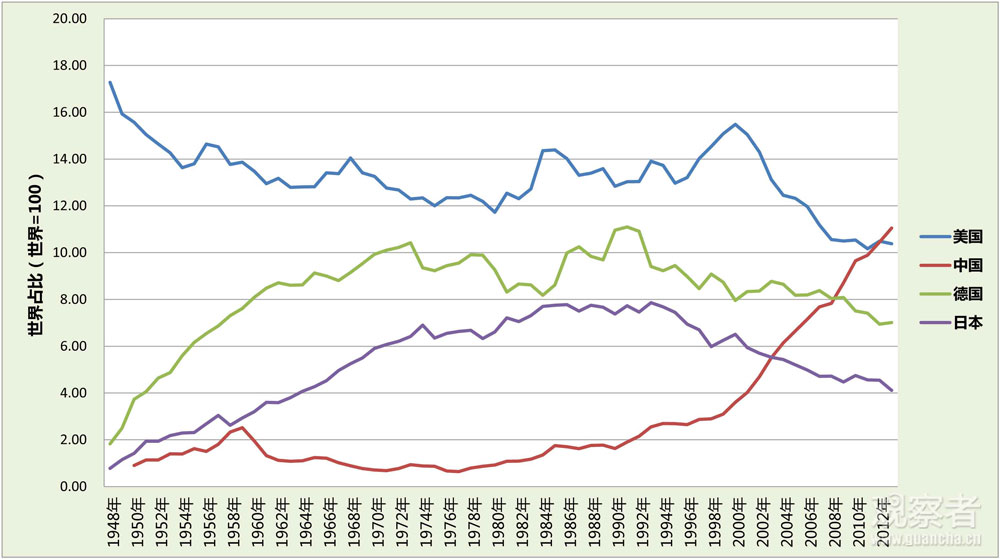 世界占比（世界=100）
20.00
18.00
16.00
14.00
12.00
10.00
8.00
6.00
4.00
2.00
0.00
1948年
1950年
1952年
1954年
1956年
1958年
1960年
1962年
1964年
1966年
1968年
1970年
1972年
1974年
1976年
1978年
1980年
1982年
1984年
1986年
1988年
1990年
1992年
1994年
1996年
1998年
2000年
2002年
2004年
2006年
2008年
2010年
2012年
美国
中国
德国
日本
观察者
www.guancha.cn